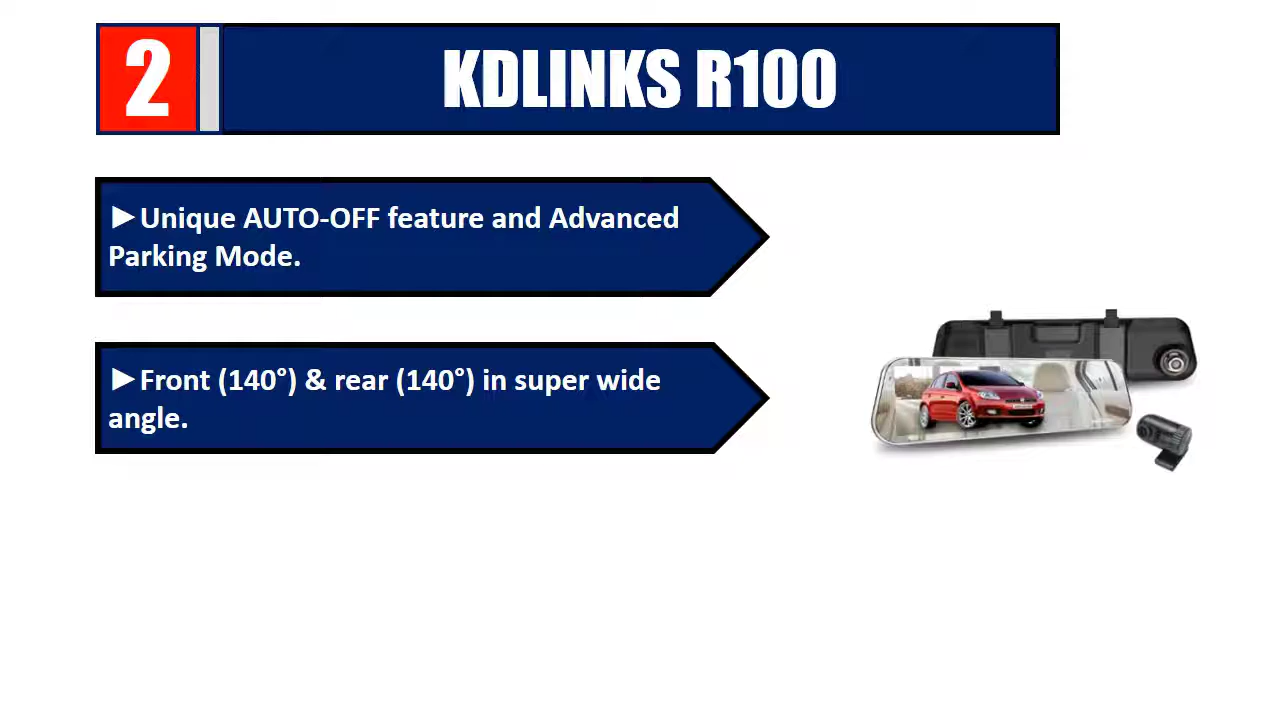 2
KDLINKS R100
►Unique AUTO-OFF feature and Advanced
Parking Mode.
►Front (140°) & rear (140°) in super wide
angle.